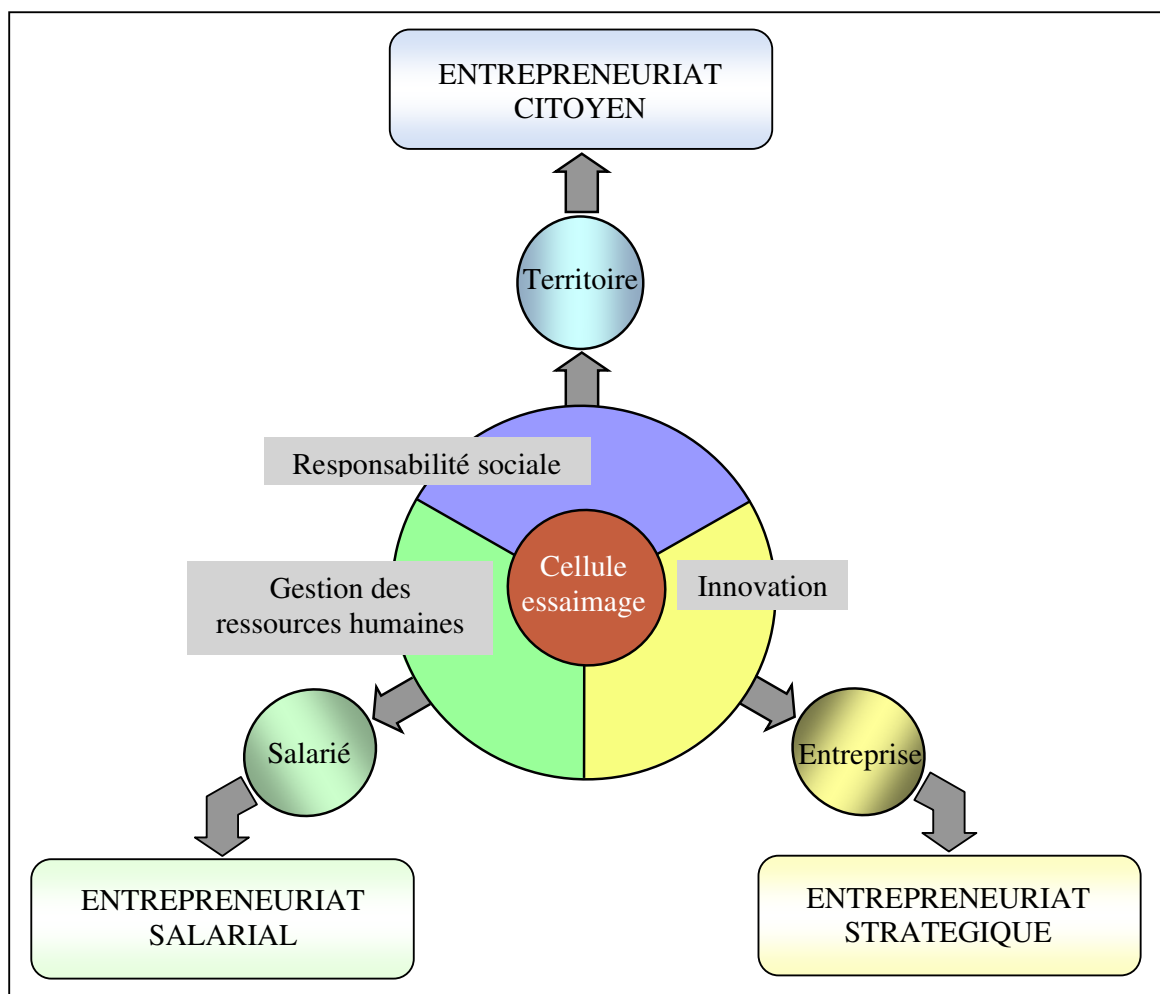 ENTREPRENEURIAT
CITOYEN
Territoire
Responsabilité sociale
Gestion des
ressources humaines
Cellule
essaimage
Innovation
Salarié
Entreprise
ENTREPRENEURIAT
SALARIAL
ENTREPRENEURIAT
STRATEGIQUE